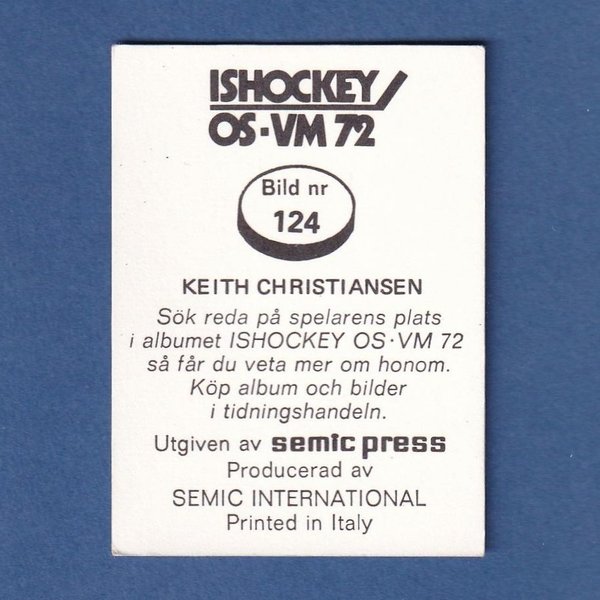 ISHOCKEY
OS·VM 72
Bild nr
124
KEITH CHRISTIANSEN
Sök reda på spelarens plats
i albumet ISHOCKEY OS·VM 72
så får du veta mer om honom.
Köp album och bilder
i tidningshandeln.
Utgiven av semic press
Producerad av
SEMIC INTERNATIONAL
Printed in Italy